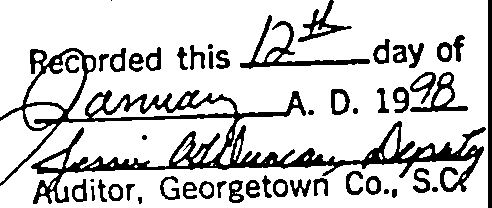 Recorded this 12th day of
January A. D. 1998
Deputy
Auditor, Georgetown Co., S.C.